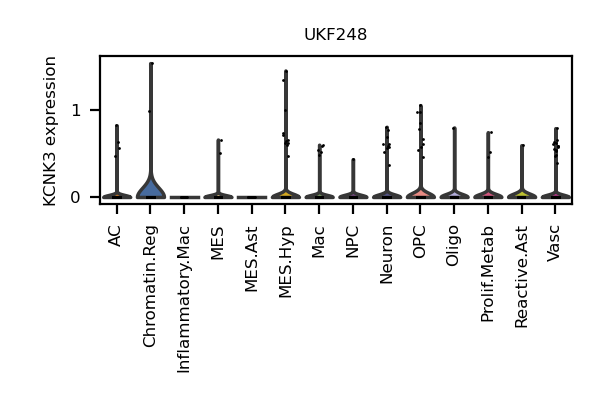 UKF248
KCNK3 expression
1
0
AC
Chromatin.Reg
Inflammatory.Mac
MES
MES.Ast
MES.Hyp
Mac
NPC
Neuron
OPC
Oligo
Prolif.Metab
Reactive.Ast
Vasc